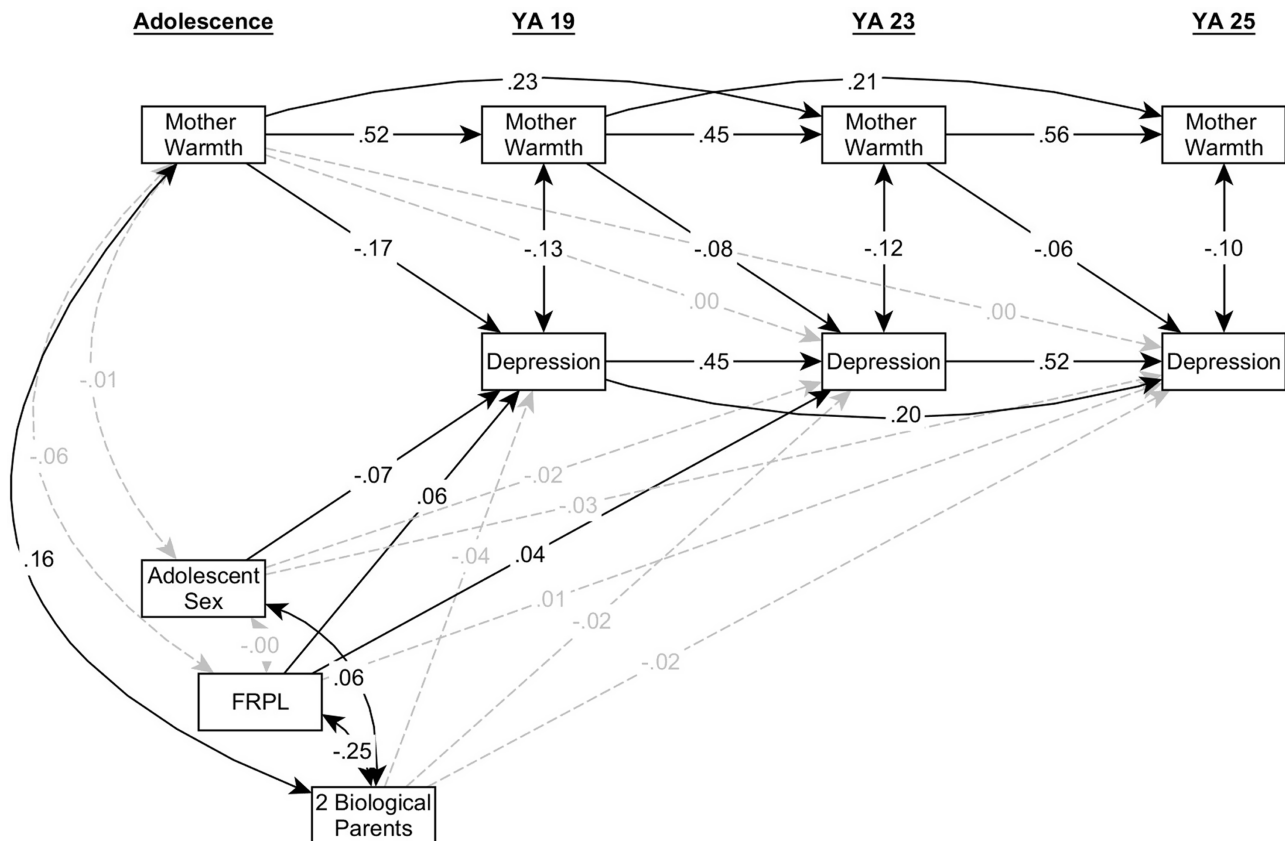 Adolescence YA 19 YA 23 YA 25
.23 .21
Mother
Warmth
Mother
Warmth
Mother
Warmth
Mother
Warmth
.52 .45 .56
-.17 -.13 -.08 -.12 -.06 -.10
.00 .00
Depression Depression Depression
.45 .52
-.01
.20
-.06 -.07 -.02
.06 -.03
.16 -.04 .04
Adolescent
Sex
.01
-.00 -.02
-.02
.06
FRPL
-.25
2 Biological
Parents